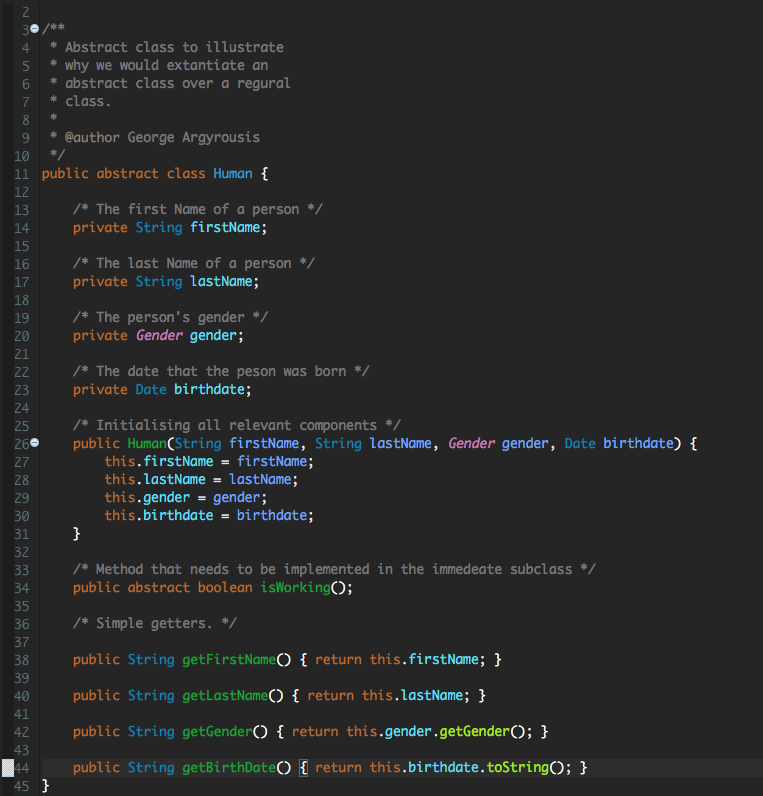 2
3 /**
4 * Abstract class to illustrate
5 * why we would extantiate an
6 * abstract class over a regural
7 * class.
8 *
9 * @author George Argyrousis
10 */
11 public abstract class Human {
12
13 /* The first Name of a person */
14 private String firstName;
15
16 /* The last Name of a person */
17 private String lastName;
18
19 /* The person's gender */
20 private Gender gender;
21
22 /* The date that the peson was born */
23 private Date birthdate;
24
25 /* Initialising all relevant components */
26 public Human(String firstName, String lastName, Gender gender, Date birthdate) {
27 this.firstName = firstName;
28 this.lastName = lastName;
29 this.gender = gender;
30 this.birthdate = birthdate;
31 }
32
33 /* Method that needs to be implemented in the immedeate subclass */
34 public abstract boolean isWorking();
35
36 /* Simple getters. */
37
38 public String getFirstName() { return this.firstName; }
39
40 public String getLastName() { return this.lastName; }
41
42 public String getGender() { return this.gender.getGender(); }
43
44 public String getBirthDate() { return this.birthdate.toString(); }
45 }